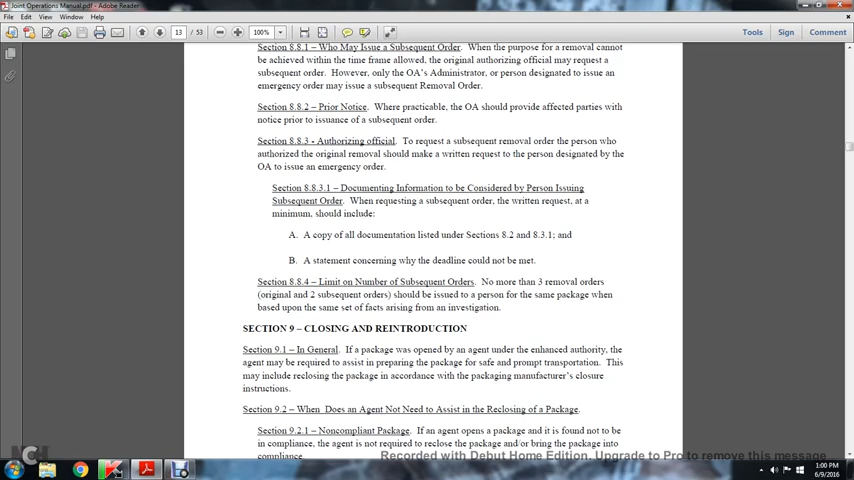 Joint Operations Manual.pdf - Adobe Reader
File Edit View Window Help
13 / 53 100% Tools Sign Comment
Section 8.8.1 – Who May Issue a Subsequent Order. When the purpose for a removal cannot
be achieved within the time frame allowed, the original authorizing official may request a
subsequent order. However, only the OA's Administrator, or person designated to issue an
emergency order may issue a subsequent Removal Order.
Section 8.8.2 – Prior Notice. Where practicable, the OA should provide affected parties with
notice prior to issuance of a subsequent order.
Section 8.8.3 - Authorizing official. To request a subsequent removal order the person who
authorized the original removal should make a written request to the person designated by the
OA to issue an emergency order.
Section 8.8.3.1 – Documenting Information to be Considered by Person Issuing
Subsequent Order. When requesting a subsequent order, the written request, at a
minimum, should include:
A. A copy of all documentation listed under Sections 8.2 and 8.3.1; and
B. A statement concerning why the deadline could not be met.
Section 8.8.4 – Limit on Number of Subsequent Orders. No more than 3 removal orders
(original and 2 subsequent orders) should be issued to a person for the same package when
based upon the same set of facts arising from an investigation.
SECTION 9 – CLOSING AND REINTRODUCTION
Section 9.1 – In General. If a package was opened by an agent under the enhanced authority, the
agent may be required to assist in preparing the package for safe and prompt transportation. This
may include reclosing the package in accordance with the packaging manufacturer's closure
instructions.
Section 9.2 – When Does an Agent Not Need to Assist in the Reclosing of a Package.
Section 9.2.1 – Noncompliant Package. If an agent opens a package and it is found not to be
in compliance, the agent is not required to reclose the package and/or bring the package into
compliance.
NCH
Recorded with Debut Home Edition. Upgrade to Pro to remove this message
1:00 PM
6/9/2016